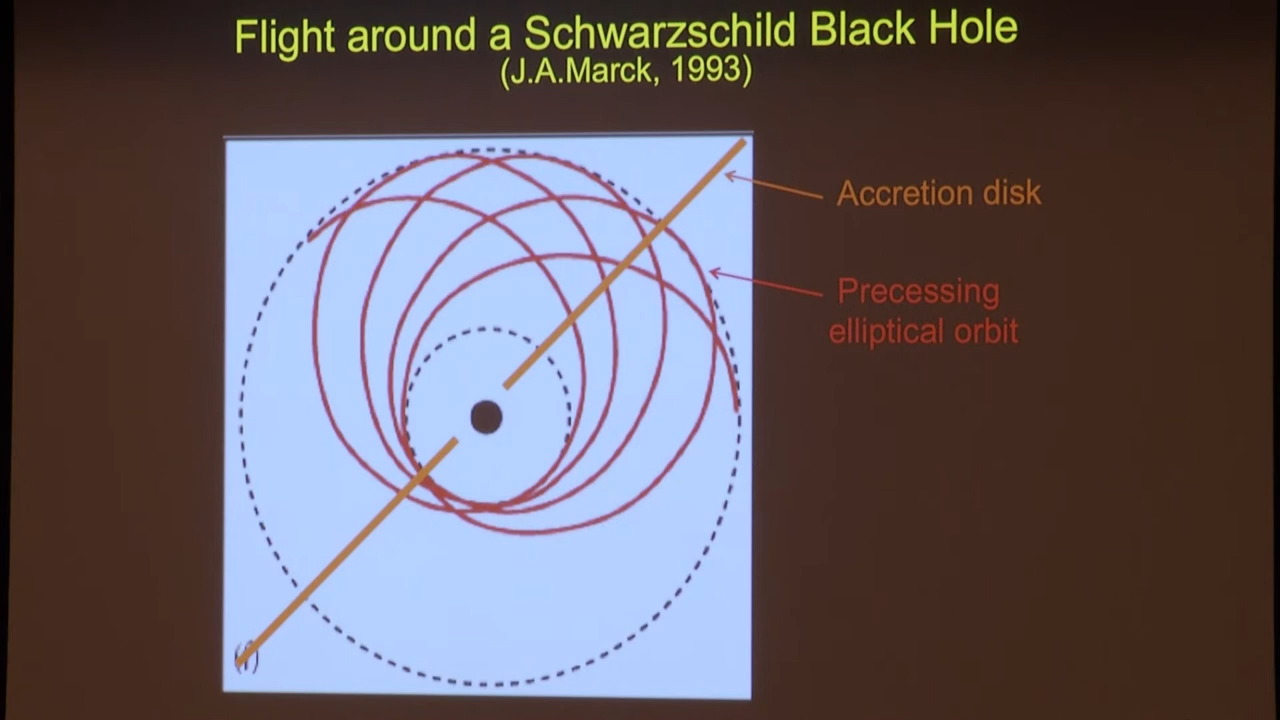 Flight around a Schwarzschild Black Hole
(J.A.Marck, 1993)
Accretion disk
Precessing
elliptical orbit